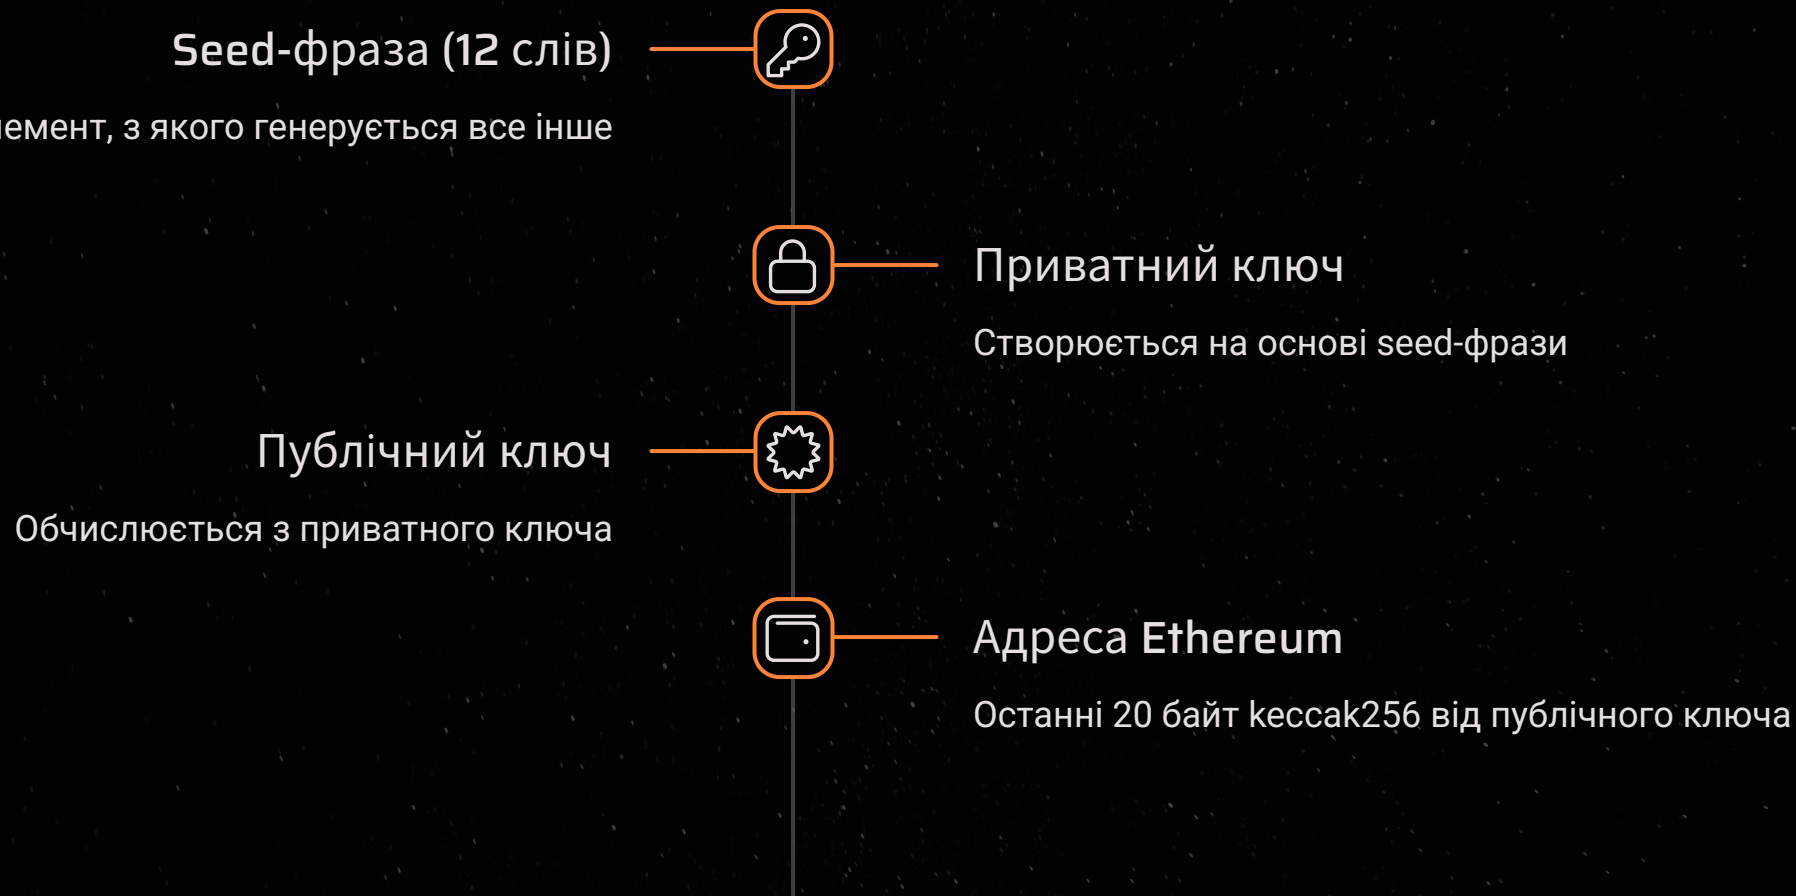 Seed-фраза (12 слів)
з якого генерується все інше
Приватний ключ
Створюється на основі seed-фрази
Публічний ключ
Обчислюється з приватного ключа
Адреса Ethereum
Останні 20 байт keccak256 від публічного ключа